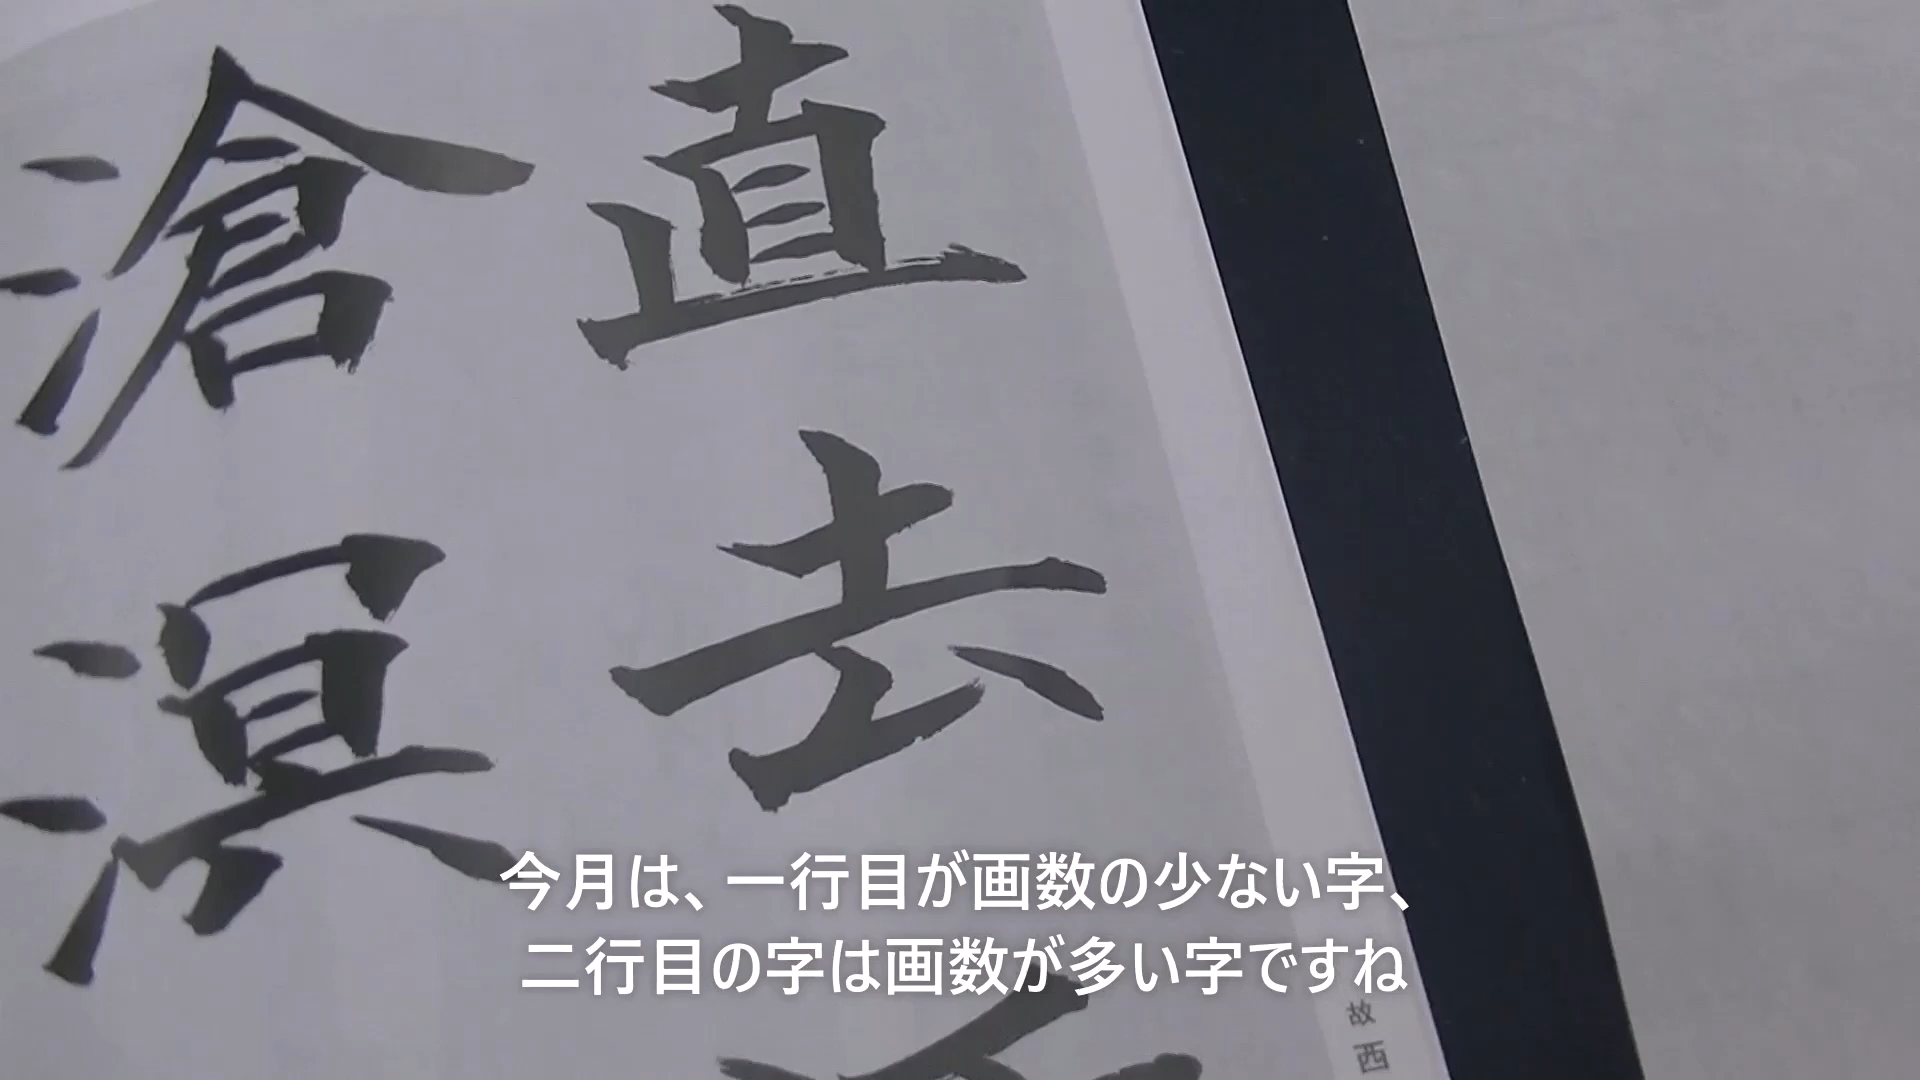 直去
滄溟
今月は、一行目が画数の少ない字、
二行目の字は画数が多い字ですね
故西